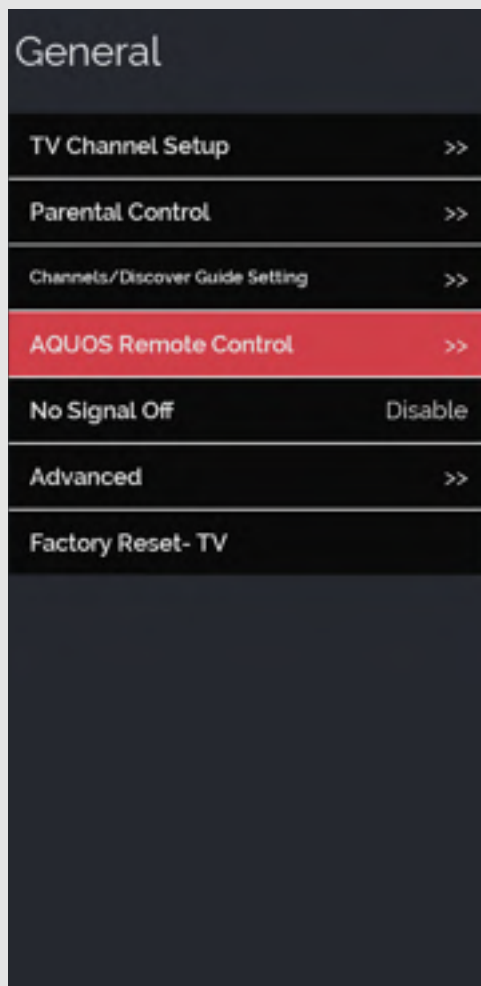 General
TV Channel Setup >>
Parental Control >>
Channels/Discover Guide Setting >>
AQUOS Remote Control >>
No Signal Off Disable
Advanced >>
Factory Reset- TV